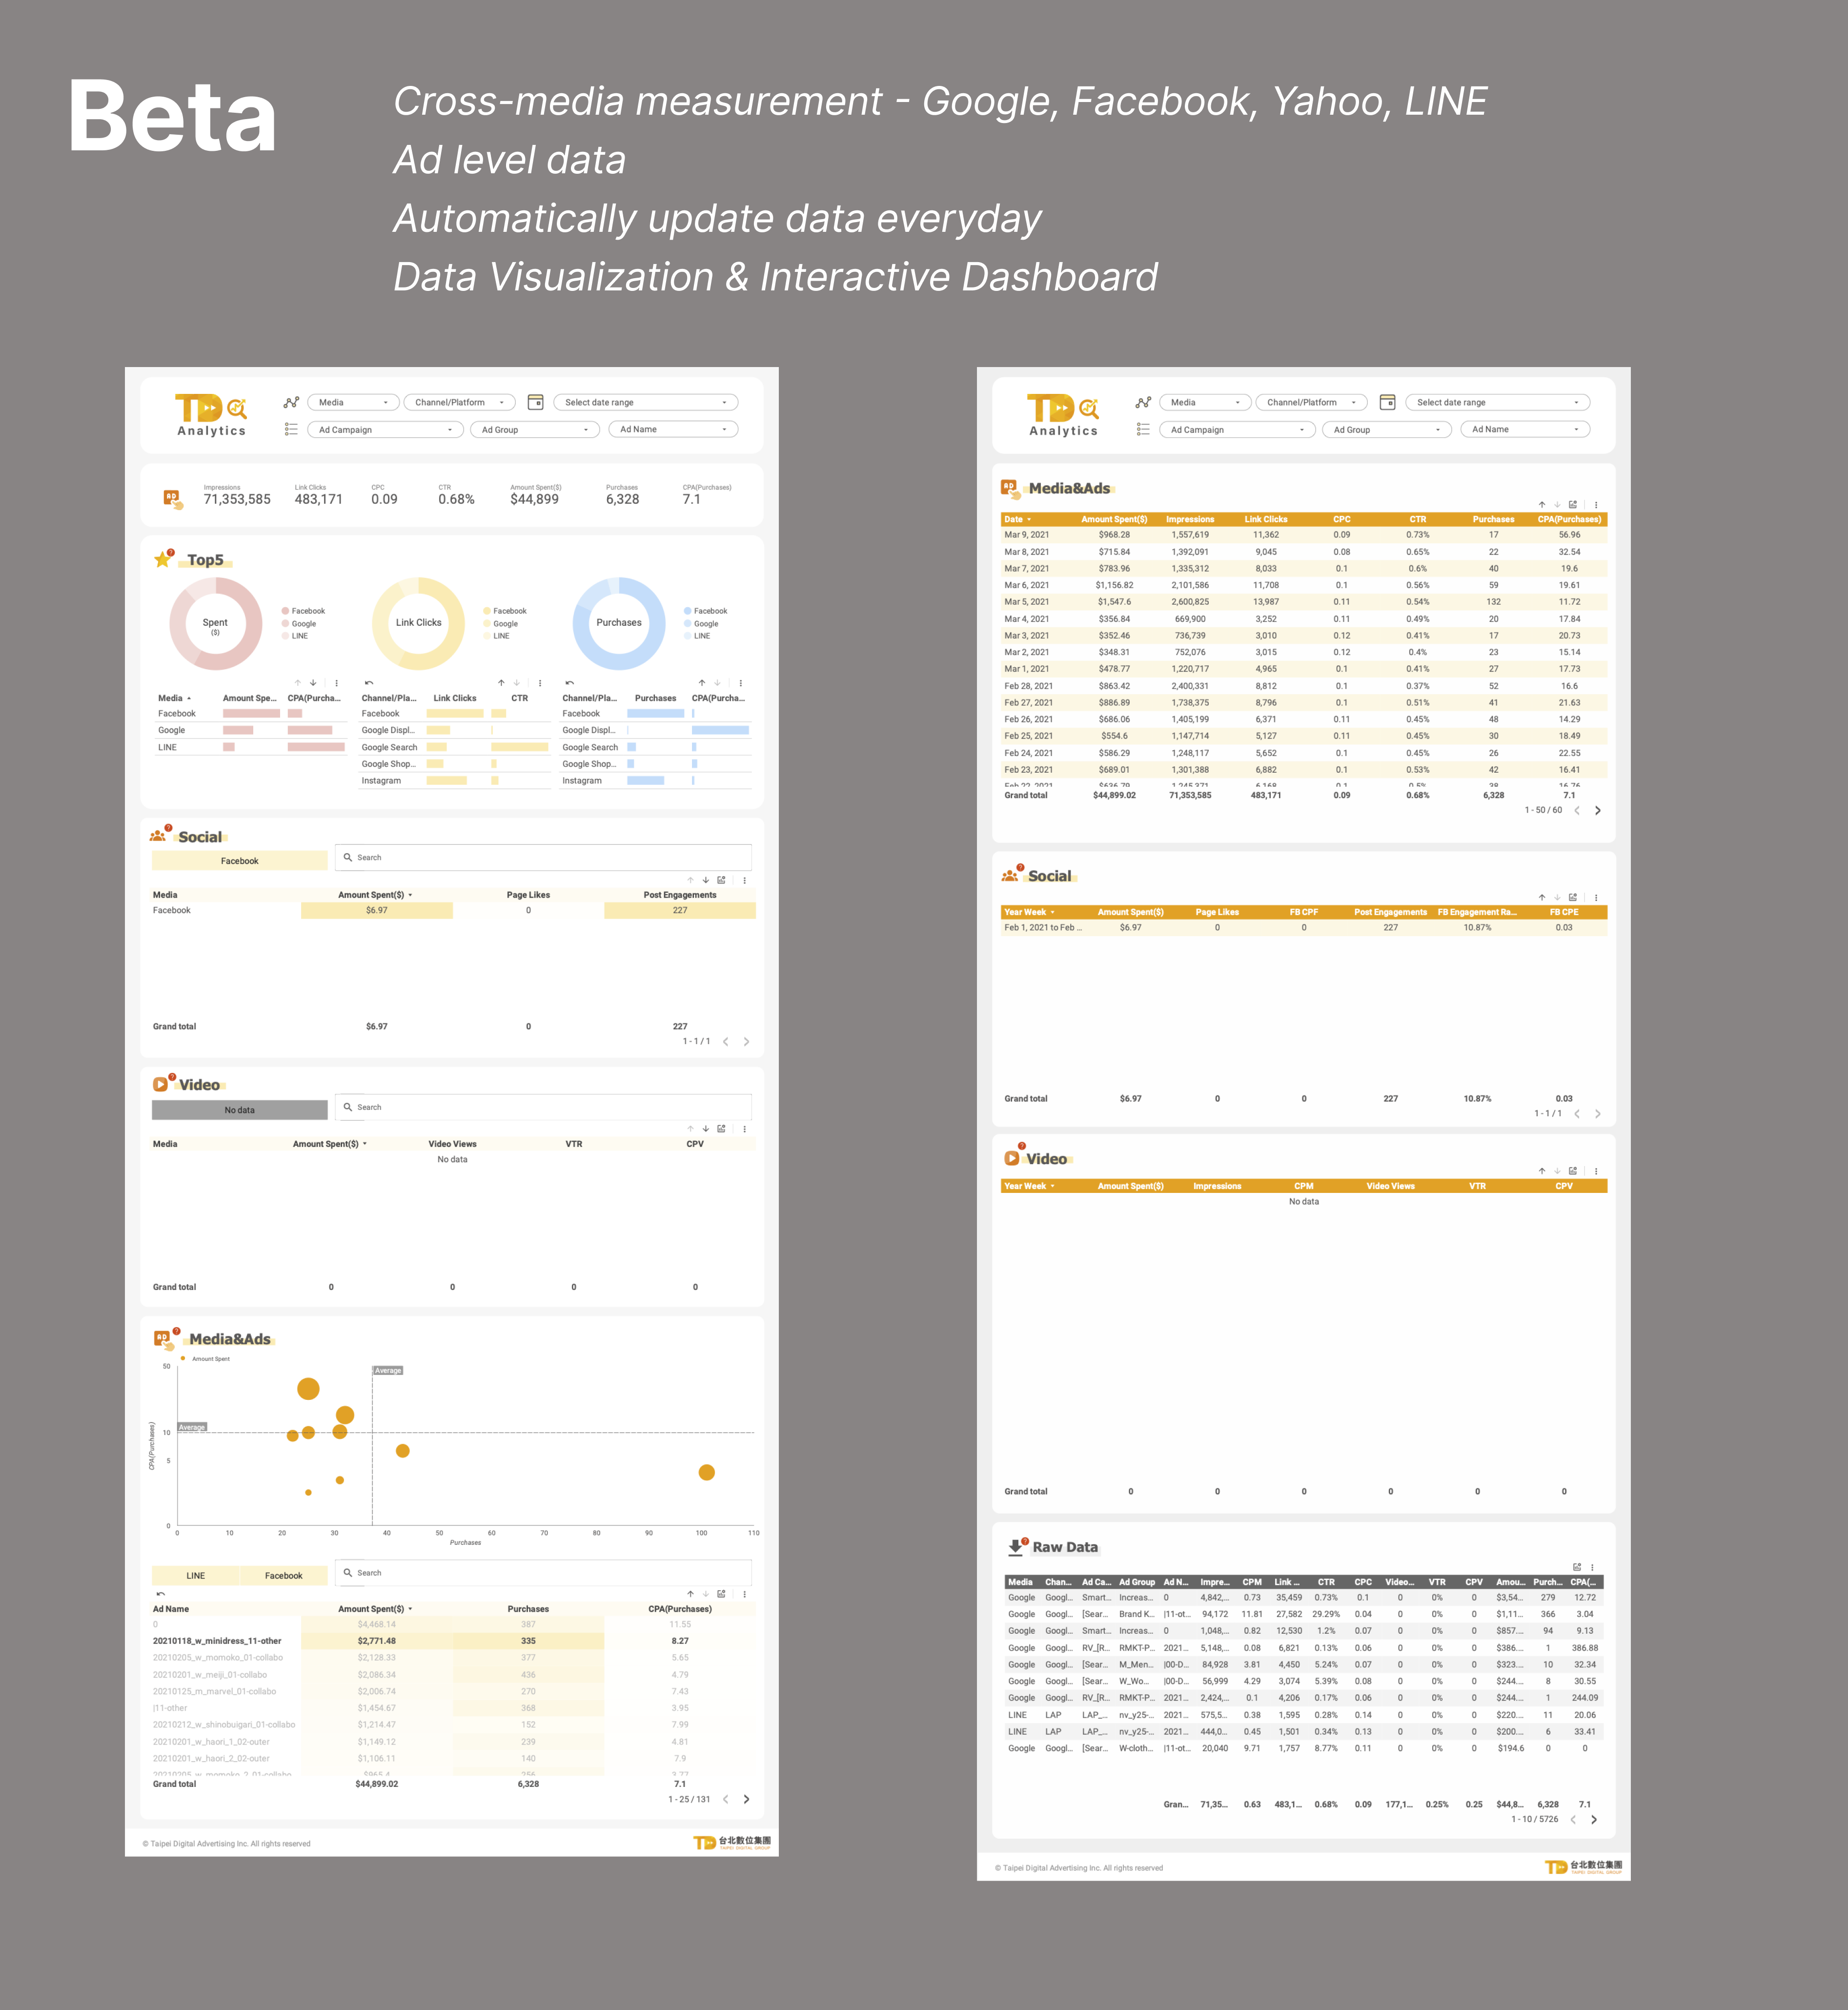 Beta
Cross-media measurement - Google, Facebook, Yahoo, LINE
Ad level data
Automatically update data everyday
Data Visualization & Interactive Dashboard
TD
Analytics
Media
Channel/Platform
Select date range
Ad Campaign
Ad Group
Ad Name
AD
Impressions Link Clicks CPC CTR Amount Spent($) Purchases CPA(Purchases)
71,353,585 483,171 0.09 0.68% $44,899 6,328 7.1
Top5
Spent
($)
Facebook
Google
LINE
Link Clicks
Facebook
Google
LINE
Purchases
Facebook
Google
LINE
Media Amount Spe... CPA(Purcha...
Facebook
Google
LINE
Channel/Pla... Link Clicks CTR
Facebook
Google Displ...
Google Search
Google Shop...
Instagram
Channel/Pla... Purchases CPA(Purcha...
Facebook
Google Displ...
Google Search
Google Shop...
Instagram
Social
Facebook
Search
Media Amount Spent($) Page Likes Post Engagements
Facebook $6.97 0 227
Grand total $6.97 0 227
1 - 1 / 1
Video
No data
Search
Media Amount Spent($) Video Views VTR CPV
No data
Grand total 0 0 0 0
AD
Media&Ads
Amount Spent
50
10
5
0
CPA(Purchases)
Average
Average
0 10 20 30 40 50 60 70 80 90 100 110
Purchases
LINE
Facebook
Search
Ad Name Amount Spent($) Purchases CPA(Purchases)
0 $4,468.14 387 11.55
20210118_w_minidress_11-other $2,771.48 335 8.27
20210205_w_momoko_01-collabo $2,128.33 377 5.65
20210201_w_meiji_01-collabo $2,086.34 436 4.79
20210125_m_marvel_01-collabo $2,006.74 270 7.43
|11-other $1,454.67 368 3.95
20210212_w_shinobuigari_01-collabo $1,214.47 152 7.99
20210201_w_haori_1_02-outer $1,149.12 239 4.81
20210201_w_haori_2_02-outer $1,106.11 140 7.9
20210205_w_momoko_2_01-collabo $965.4 256 3.77
Grand total $44,899.02 6,328 7.1
1 - 25 / 131
© Taipei Digital Advertising Inc. All rights reserved
TD 台北數位集團
TAIPEI DIGITAL GROUP
TD
Analytics
Media
Channel/Platform
Select date range
Ad Campaign
Ad Group
Ad Name
AD
Media&Ads
Date Amount Spent($) Impressions Link Clicks CPC CTR Purchases CPA(Purchases)
Mar 9, 2021 $968.28 1,557,619 11,362 0.09 0.73% 17 56.96
Mar 8, 2021 $715.84 1,392,091 9,045 0.08 0.65% 22 32.54
Mar 7, 2021 $783.96 1,335,312 8,033 0.1 0.6% 40 19.6
Mar 6, 2021 $1,156.82 2,101,586 11,708 0.1 0.56% 59 19.61
Mar 5, 2021 $1,547.6 2,600,825 13,987 0.11 0.54% 132 11.72
Mar 4, 2021 $356.84 669,900 3,252 0.11 0.49% 20 17.84
Mar 3, 2021 $352.46 736,739 3,010 0.12 0.41% 17 20.73
Mar 2, 2021 $348.31 752,076 3,015 0.12 0.4% 23 15.14
Mar 1, 2021 $478.77 1,220,717 4,965 0.1 0.41% 27 17.73
Feb 28, 2021 $863.42 2,400,331 8,812 0.1 0.37% 52 16.6
Feb 27, 2021 $886.89 1,738,375 8,796 0.1 0.51% 41 21.63
Feb 26, 2021 $686.06 1,405,199 6,371 0.11 0.45% 48 14.29
Feb 25, 2021 $554.6 1,147,714 5,127 0.11 0.45% 30 18.49
Feb 24, 2021 $586.29 1,248,117 5,652 0.1 0.45% 26 22.55
Feb 23, 2021 $689.01 1,301,388 6,882 0.1 0.53% 42 16.41
Feb 22, 2021 $636.79 1,245,371 6,168 0.1 0.5% 38 16.76
Grand total $44,899.02 71,353,585 483,171 0.09 0.68% 6,328 7.1
1 - 50 / 60
Social
Year Week Amount Spent($) Page Likes FB CPF Post Engagements FB Engagement Ra... FB CPE
Feb 1, 2021 to Feb ... $6.97 0 0 227 10.87% 0.03
Grand total $6.97 0 0 227 10.87% 0.03
1 - 1 / 1
Video
Year Week Amount Spent($) Impressions CPM Video Views VTR CPV
No data
Grand total 0 0 0 0 0 0
Raw Data
Media Chan... Ad Ca... Ad Group Ad N... Impre... CPM Link ... CTR CPC Video... VTR CPV Amou... Purch... CPA(...
Google Googl... Smart... Increas... 0 4,842,... 0.73 35,459 0.73% 0.1 0 0% 0 $3,54... 279 12.72
Google Googl... [Sear... Brand K... |11-ot... 94,172 11.81 27,582 29.29% 0.04 0 0% 0 $1,11... 366 3.04
Google Googl... Smart... Increas... 0 1,048,... 0.82 12,530 1.2% 0.07 0 0% 0 $857.... 94 9.13
Google Googl... RV_[R... RMKT-P... 2021... 5,148,... 0.08 6,821 0.13% 0.06 0 0% 0 $386.... 1 386.88
Google Googl... [Sear... M_Men... |00-D... 84,928 3.81 4,450 5.24% 0.07 0 0% 0 $323.... 10 32.34
Google Googl... [Sear... W_Wo... |00-D... 56,999 4.29 3,074 5.39% 0.08 0 0% 0 $244.... 8 30.55
Google Googl... RV_[R... RMKT-P... 2021... 2,424,... 0.1 4,206 0.17% 0.06 0 0% 0 $244.... 1 244.09
LINE LAP LAP_... nv_y25-... 2021... 575,5... 0.38 1,595 0.28% 0.14 0 0% 0 $220.... 11 20.06
LINE LAP LAP_... nv_y25-... 2021... 444,0... 0.45 1,501 0.34% 0.13 0 0% 0 $200.... 6 33.41
Google Googl... [Sear... W-cloth... |11-ot... 20,040 9.71 1,757 8.77% 0.11 0 0% 0 $194.6 0 0
Gran... 71,35... 0.63 483,1... 0.68% 0.09 177,1... 0.25% 0.25 $44,8... 6,328 7.1
1 - 10 / 5726
© Taipei Digital Advertising Inc. All rights reserved
TD 台北數位集團
TAIPEI DIGITAL GROUP